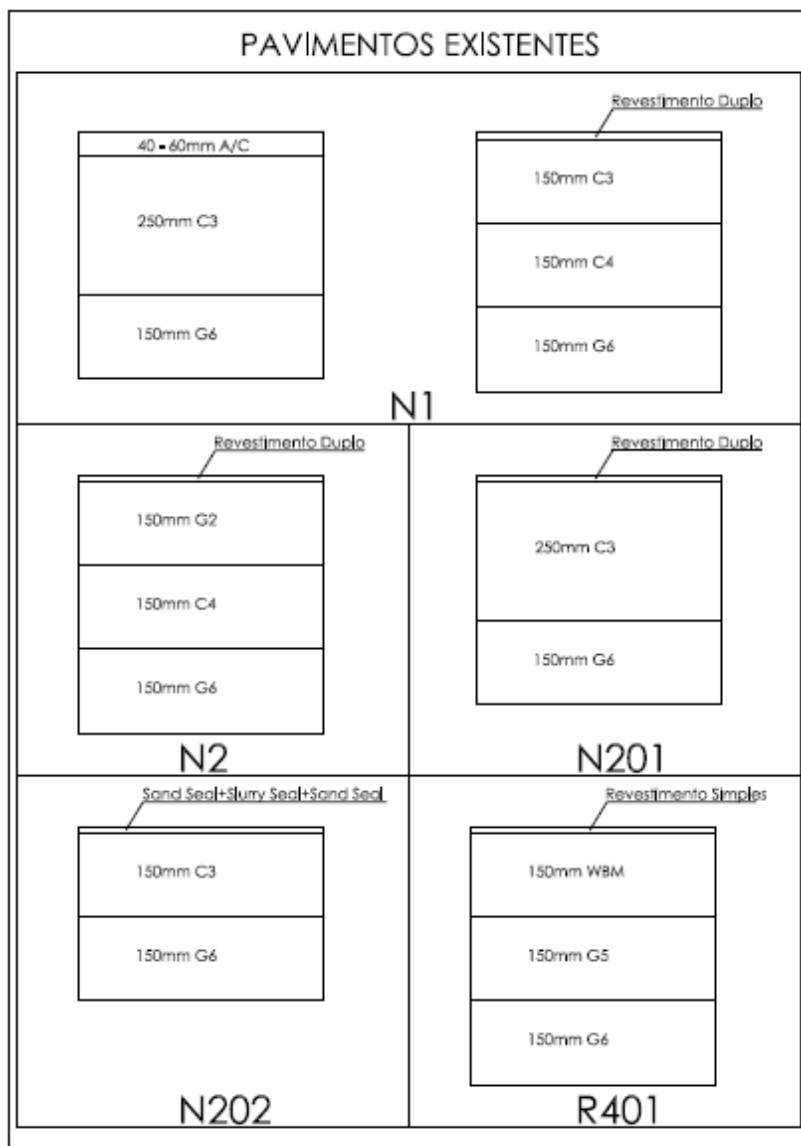 PAVIMENTOS EXISTENTES
40 - 60mm A/C
250mm C3
150mm G6
Revestimento Duplo
150mm C3
150mm C4
150mm G6
N1
Revestimento Duplo
150mm G2
150mm C4
150mm G6
N2
Revestimento Duplo
250mm C3
150mm G6
N201
Sand Seal+Slurry Seal+Sand Seal
150mm C3
150mm G6
N202
Revestimento Simples
150mm WBM
150mm G5
150mm G6
R401